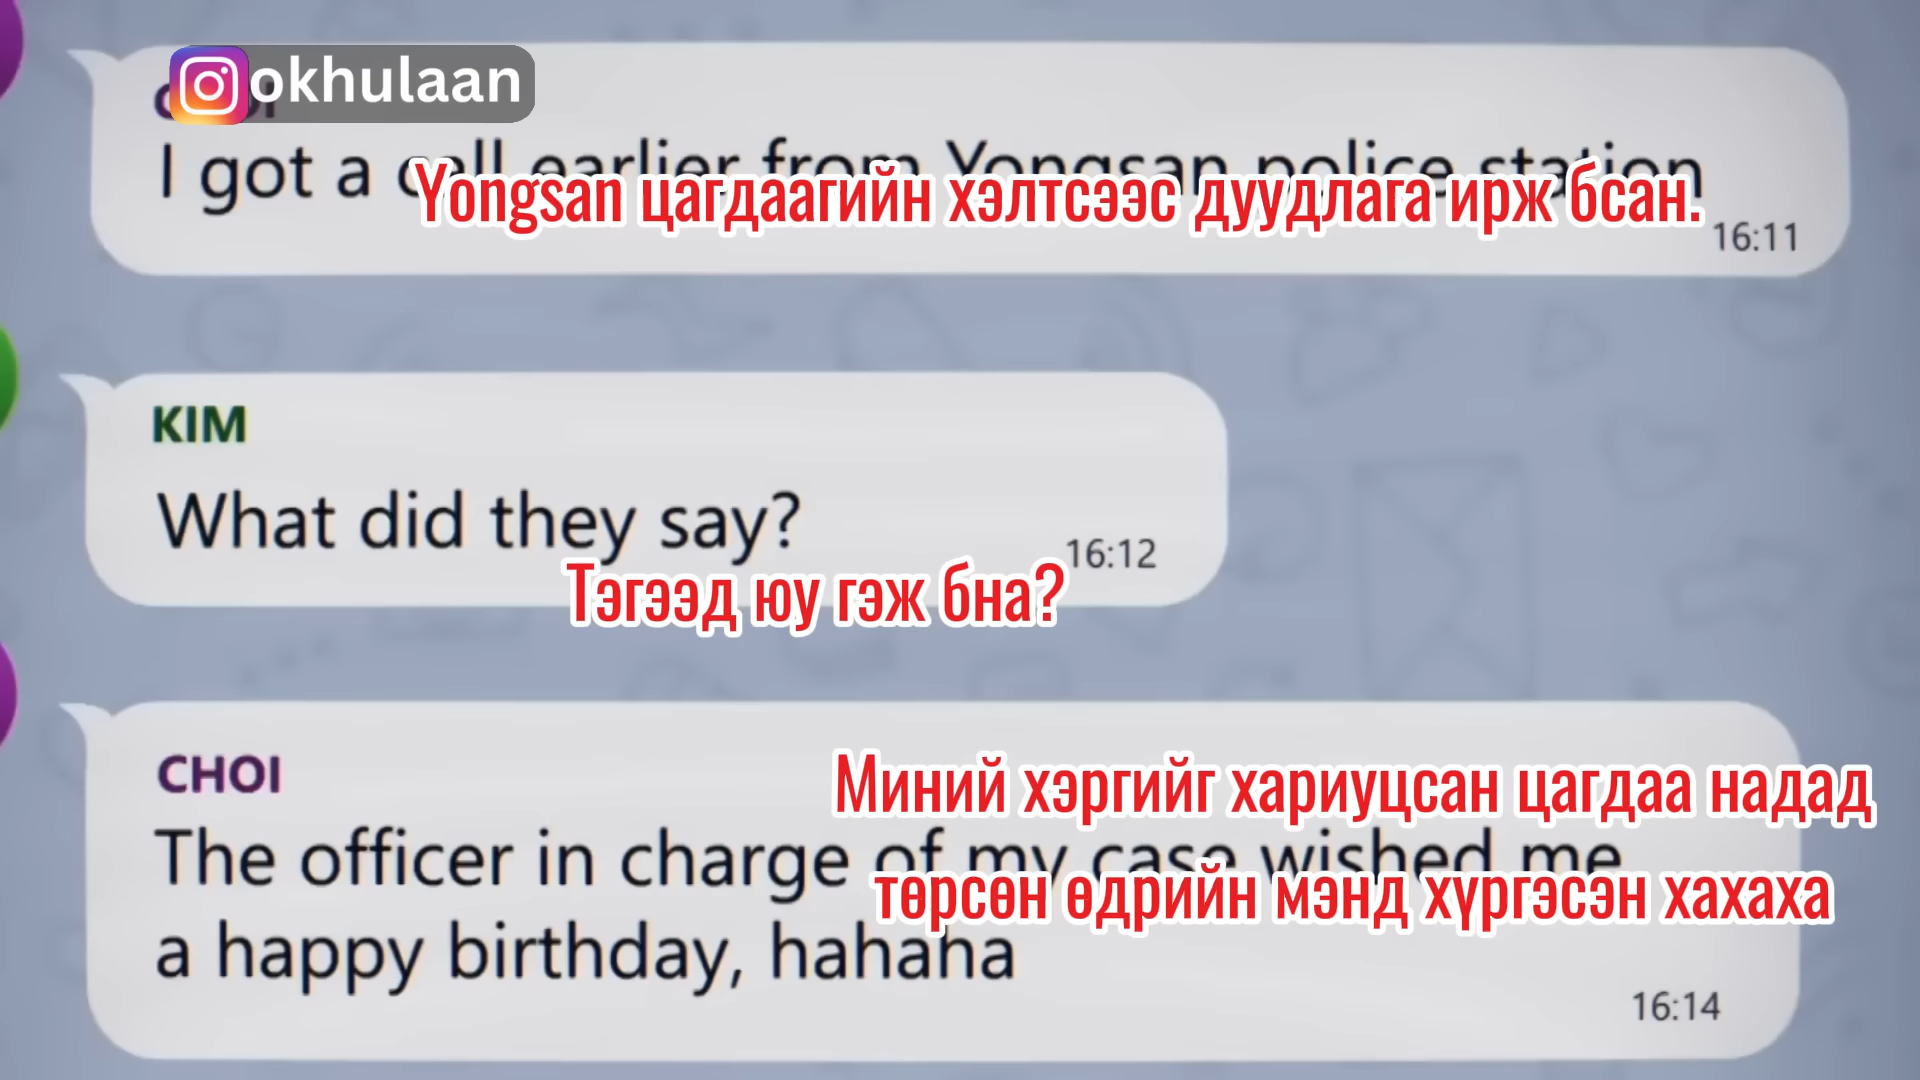 okhulaan
I got a call earlier from Yongsan police station
Yongsan цагдаагийн хэлтсээс дуудлага ирж бсан.
16:11
KIM
What did they say?
16:12
Тэгээд юу гэж бна?
CHOI
Миний хэргийг хариуцсан цагдаа надад
The officer in charge of my case wished me
төрсөн өдрийн мэнд хүргэсэн хахаха
a happy birthday, hahaha
16:14